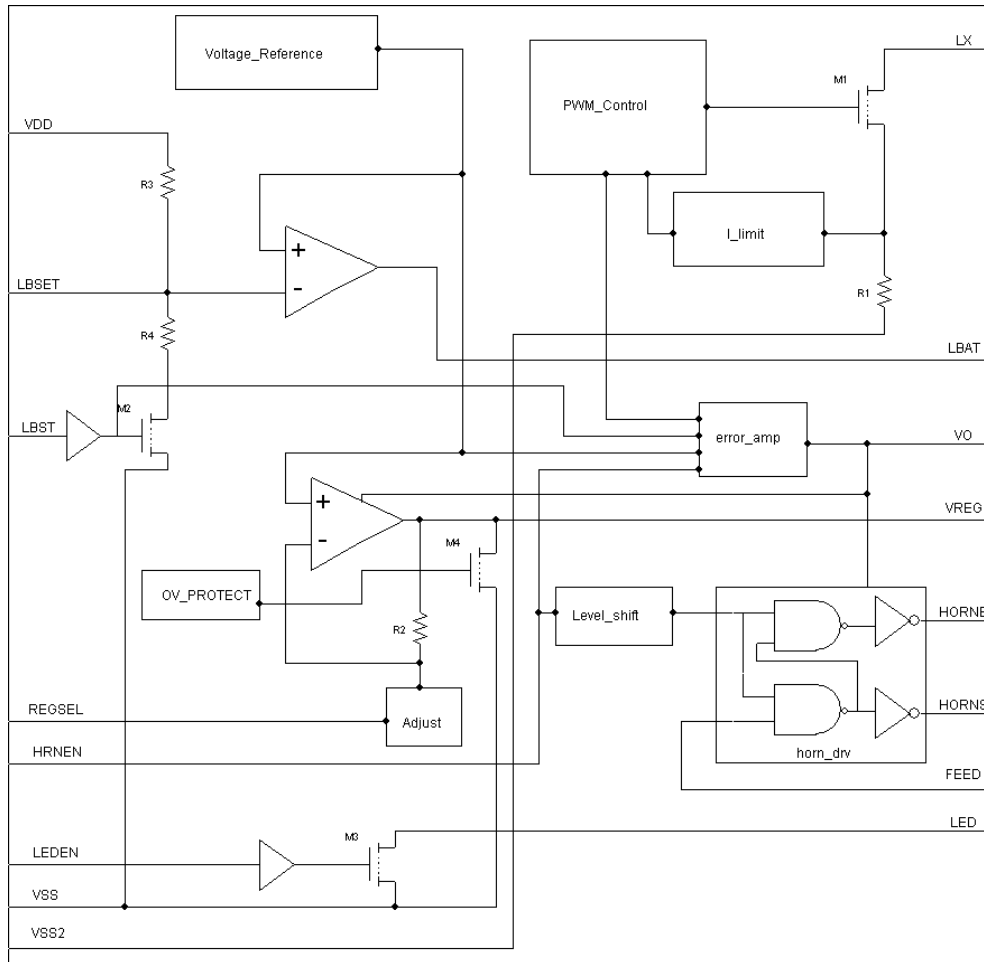 Voltage_Reference
PWM_Control
M1
LX
VDD
R3
I_limit
+
-
LBSET
R1
R4
LBAT
M2
LBST
error_amp
VO
+
-
VREG
M4
OV_PROTECT
R2
Level_shift
HORNB
REGSEL
Adjust
HORNS
HRNEN
horn_drv
FEED
LED
M3
LEDEN
VSS
VSS2